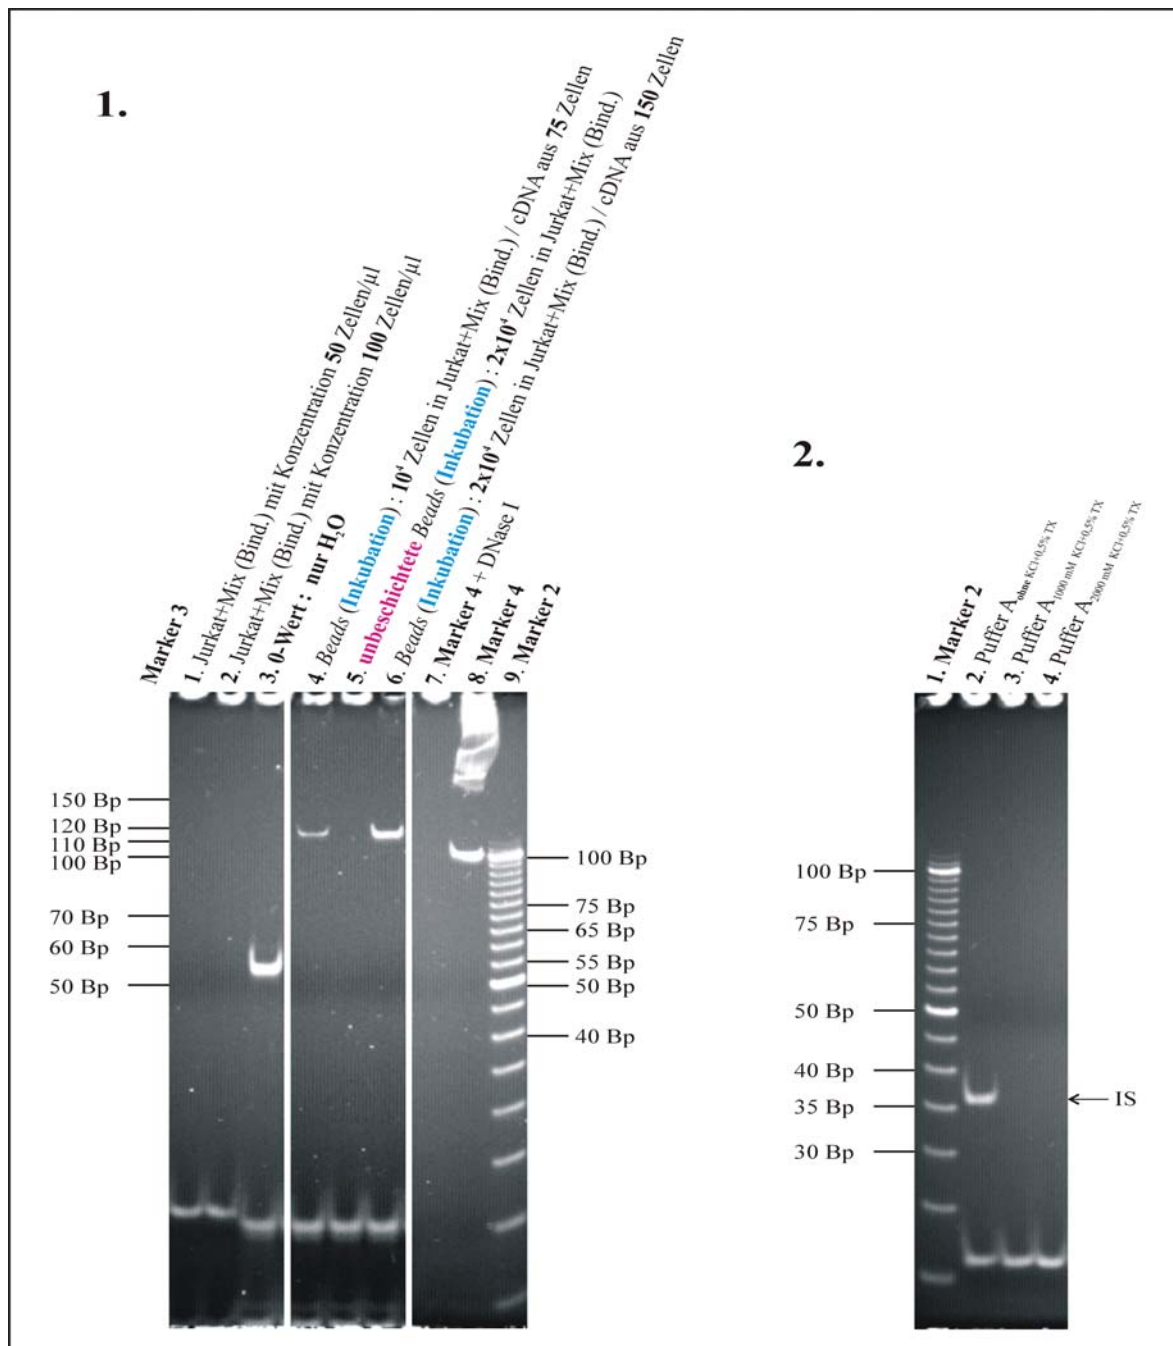 1.
Marker 3
1. Jurkat+Mix (Bind.) mit Konzentration 50 Zellen/µl
2. Jurkat+Mix (Bind.) mit Konzentration 100 Zellen/µl
3. 0-Wert : nur H₂O
4. Beads (Inkubation) : 10⁴ Zellen in Jurkat+Mix (Bind.) / cDNA aus 75 Zellen
5. unbeschichtete Beads (Inkubation) : 2x10⁴ Zellen in Jurkat+Mix (Bind.)
6. Beads (Inkubation) : 2x10⁴ Zellen in Jurkat+Mix (Bind.) / cDNA aus 150 Zellen
7. Marker 4 + DNase I
8. Marker 4
9. Marker 2
150 Bp
120 Bp
110 Bp
100 Bp
70 Bp
60 Bp
50 Bp
100 Bp
75 Bp
65 Bp
55 Bp
50 Bp
40 Bp
2.
1. Marker 2
2. Puffer A ohne KCl+0,5% TX
3. Puffer A 1000 mM KCl+0,5% TX
4. Puffer A 2000 mM KCl+0,5% TX
100 Bp
75 Bp
50 Bp
40 Bp
35 Bp
30 Bp
IS